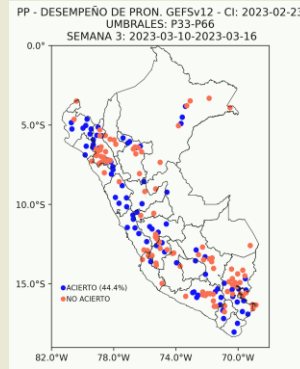 PP - DESEMPEÑO DE PRON. GEFSv12 - CI: 2023-02-23
UMBRALES: P33-P66
SEMANA 3: 2023-03-10-2023-03-16
0.0°
5.0°S
10.0°S
15.0°S
ACIERTO (44.4%)
NO ACIERTO
82.0°W 78.0°W 74.0°W 70.0°W